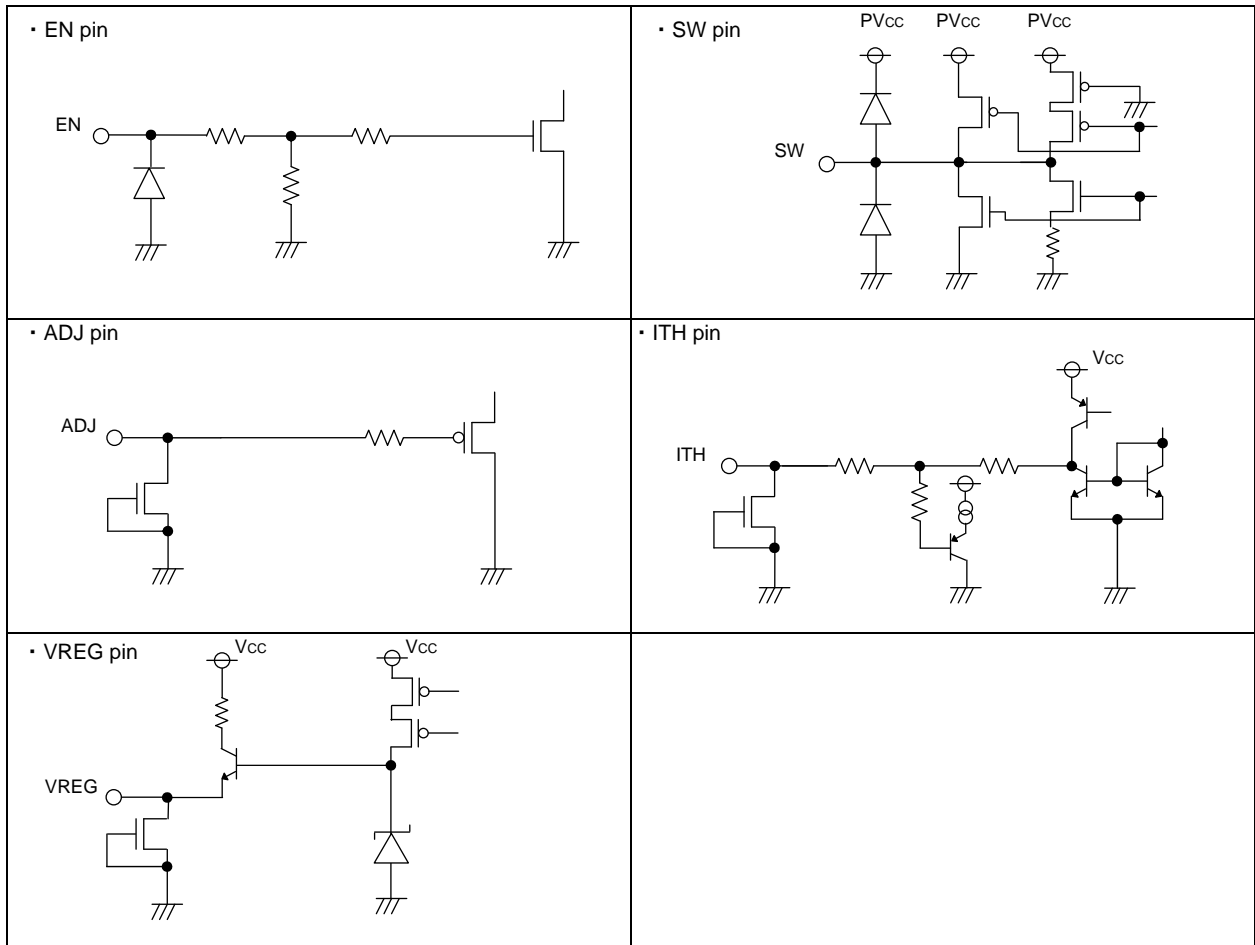 ・EN pin
EN
・SW pin
PVCC PVCC PVCC
SW
・ADJ pin
ADJ
・ITH pin
VCC
ITH
・VREG pin
VCC VCC
VREG